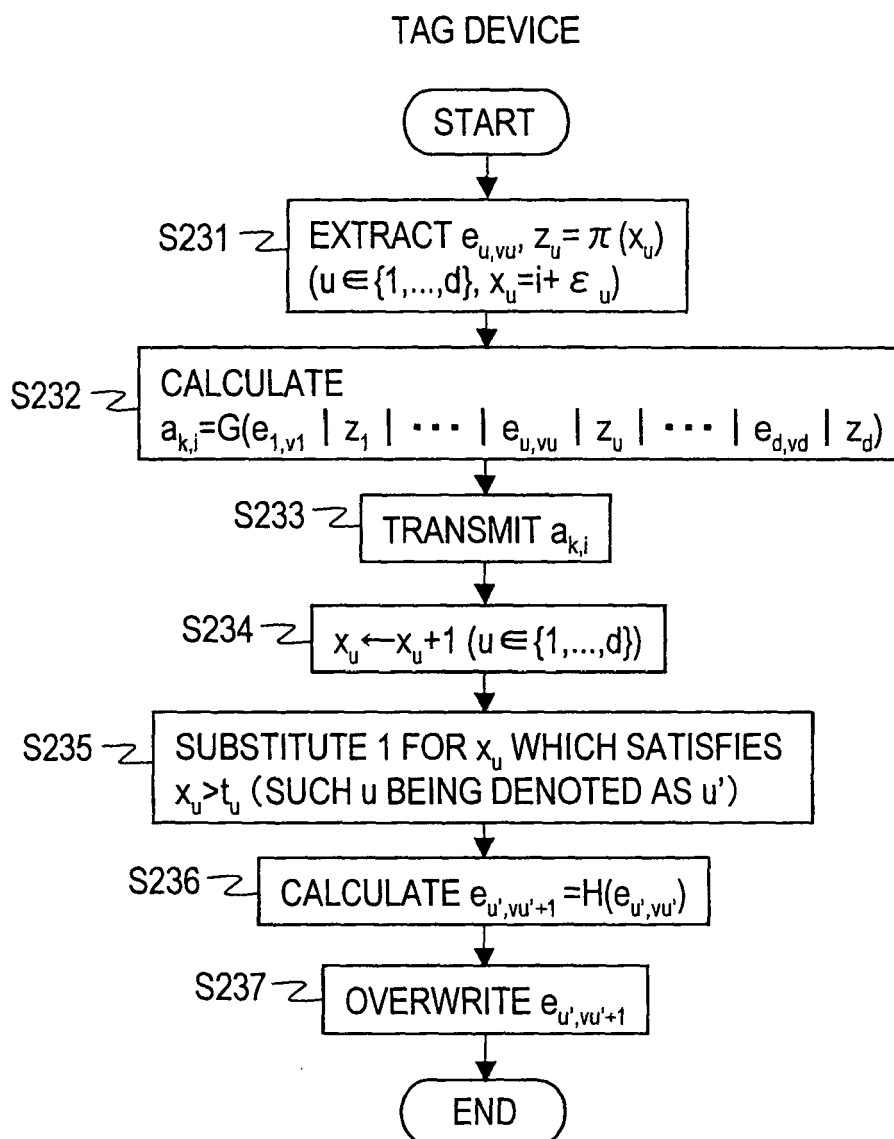 TAG DEVICE
START
S231
EXTRACT e_{u,vu}, z_u=π(x_u)
(u∈{1,...,d}, x_u=i+ε_u)
S232
CALCULATE
a_{k,i}=G(e_{1,v1} | z_1 | ··· | e_{u,vu} | z_u | ··· | e_{d,vd} | z_d)
S233
TRANSMIT a_{k,i}
S234
x_u←x_u+1 (u∈{1,...,d})
S235
SUBSTITUTE 1 FOR x_u WHICH SATISFIES
x_u>t_u (SUCH u BEING DENOTED AS u')
S236
CALCULATE e_{u',vu'+1}=H(e_{u',vu'})
S237
OVERWRITE e_{u',vu'+1}
END